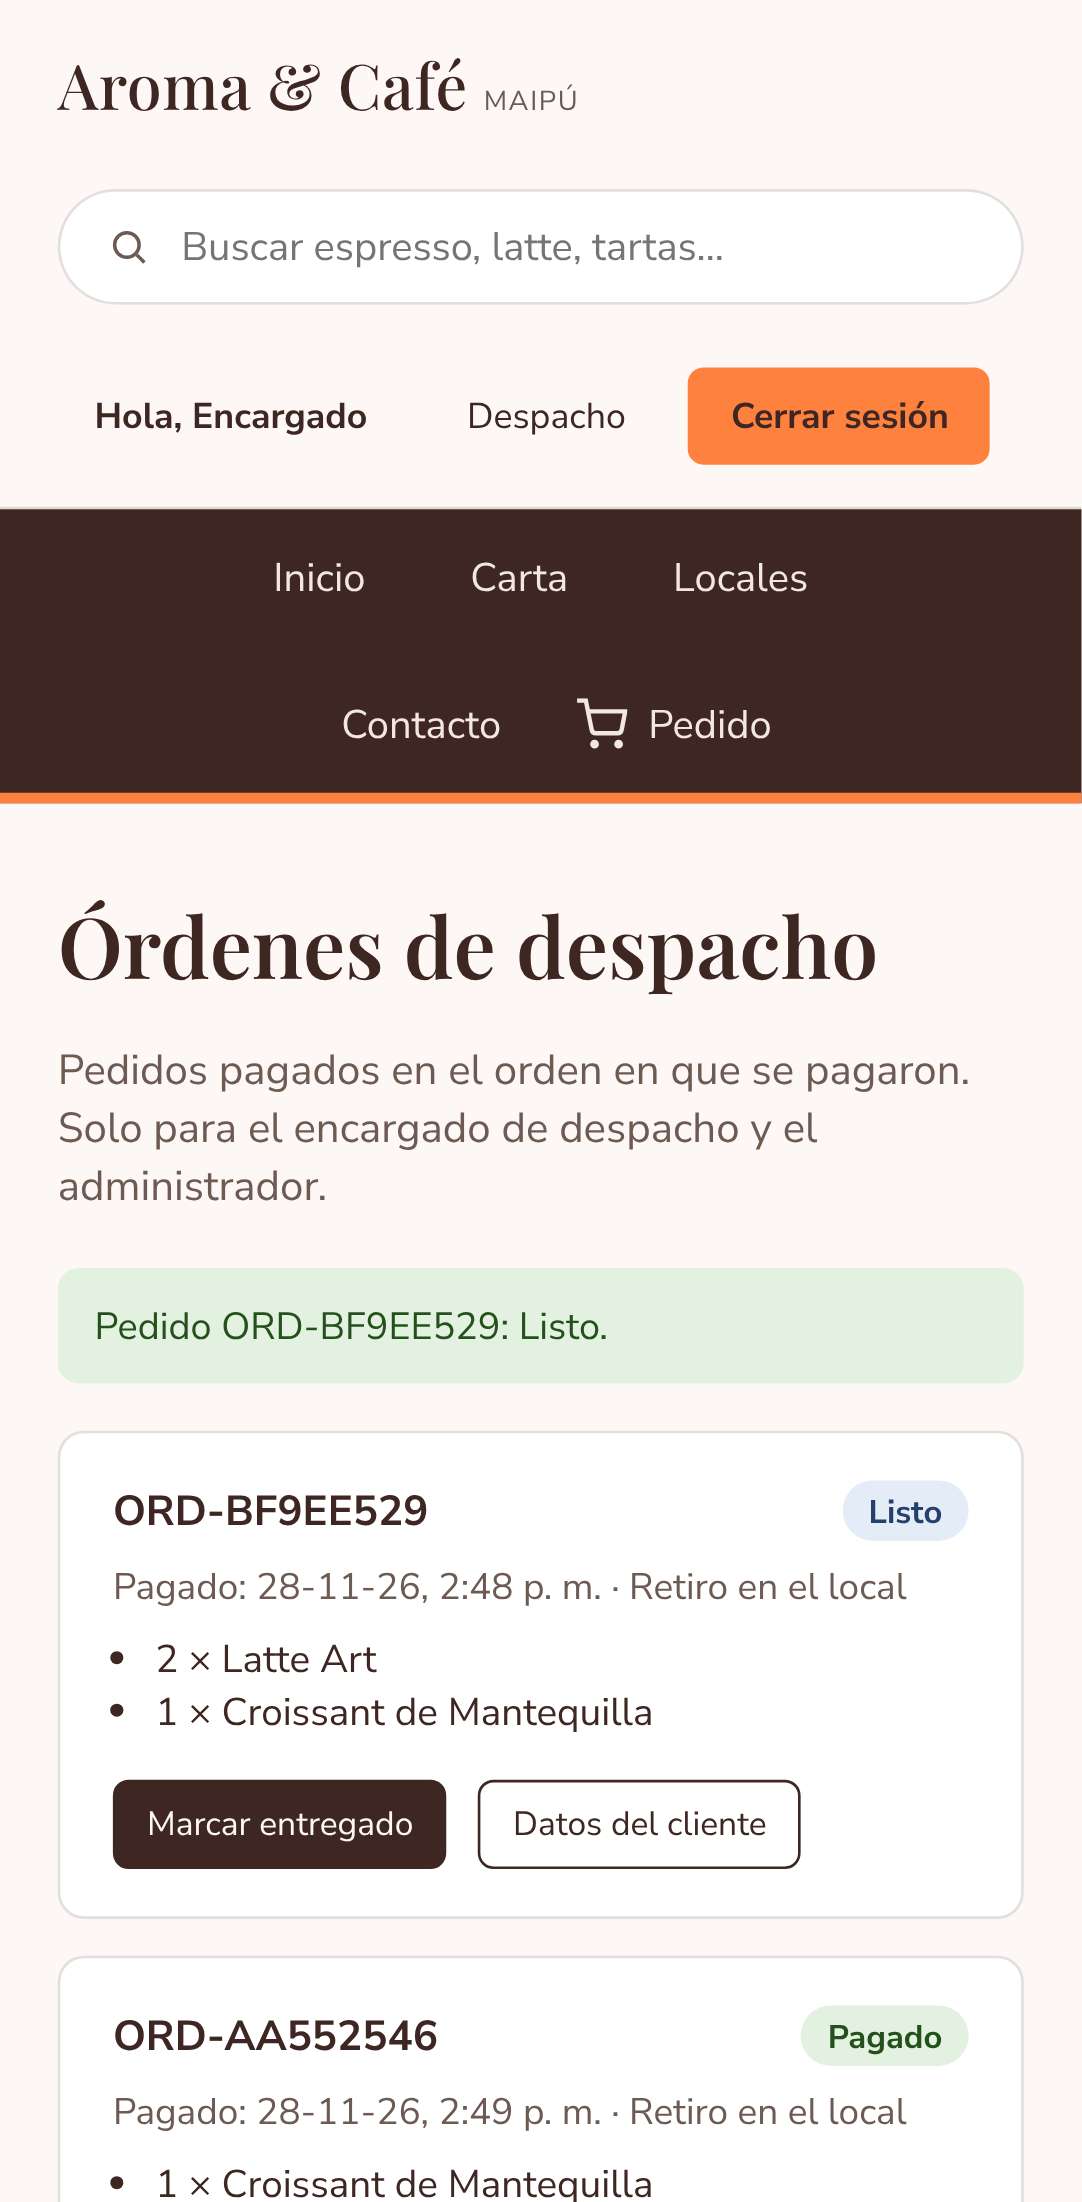 Aroma & Café MAIPÚ
Buscar espresso, latte, tartas...
Hola, Encargado Despacho Cerrar sesión
Inicio Carta Locales
Contacto Pedido
Órdenes de despacho
Pedidos pagados en el orden en que se pagaron.
Solo para el encargado de despacho y el
administrador.
Pedido ORD-BF9EE529: Listo.
ORD-BF9EE529 Listo
Pagado: 28-11-26, 2:48 p. m. · Retiro en el local
• 2 × Latte Art
• 1 × Croissant de Mantequilla
Marcar entregado Datos del cliente
ORD-AA552546 Pagado
Pagado: 28-11-26, 2:49 p. m. · Retiro en el local
• 1 × Croissant de Mantequilla